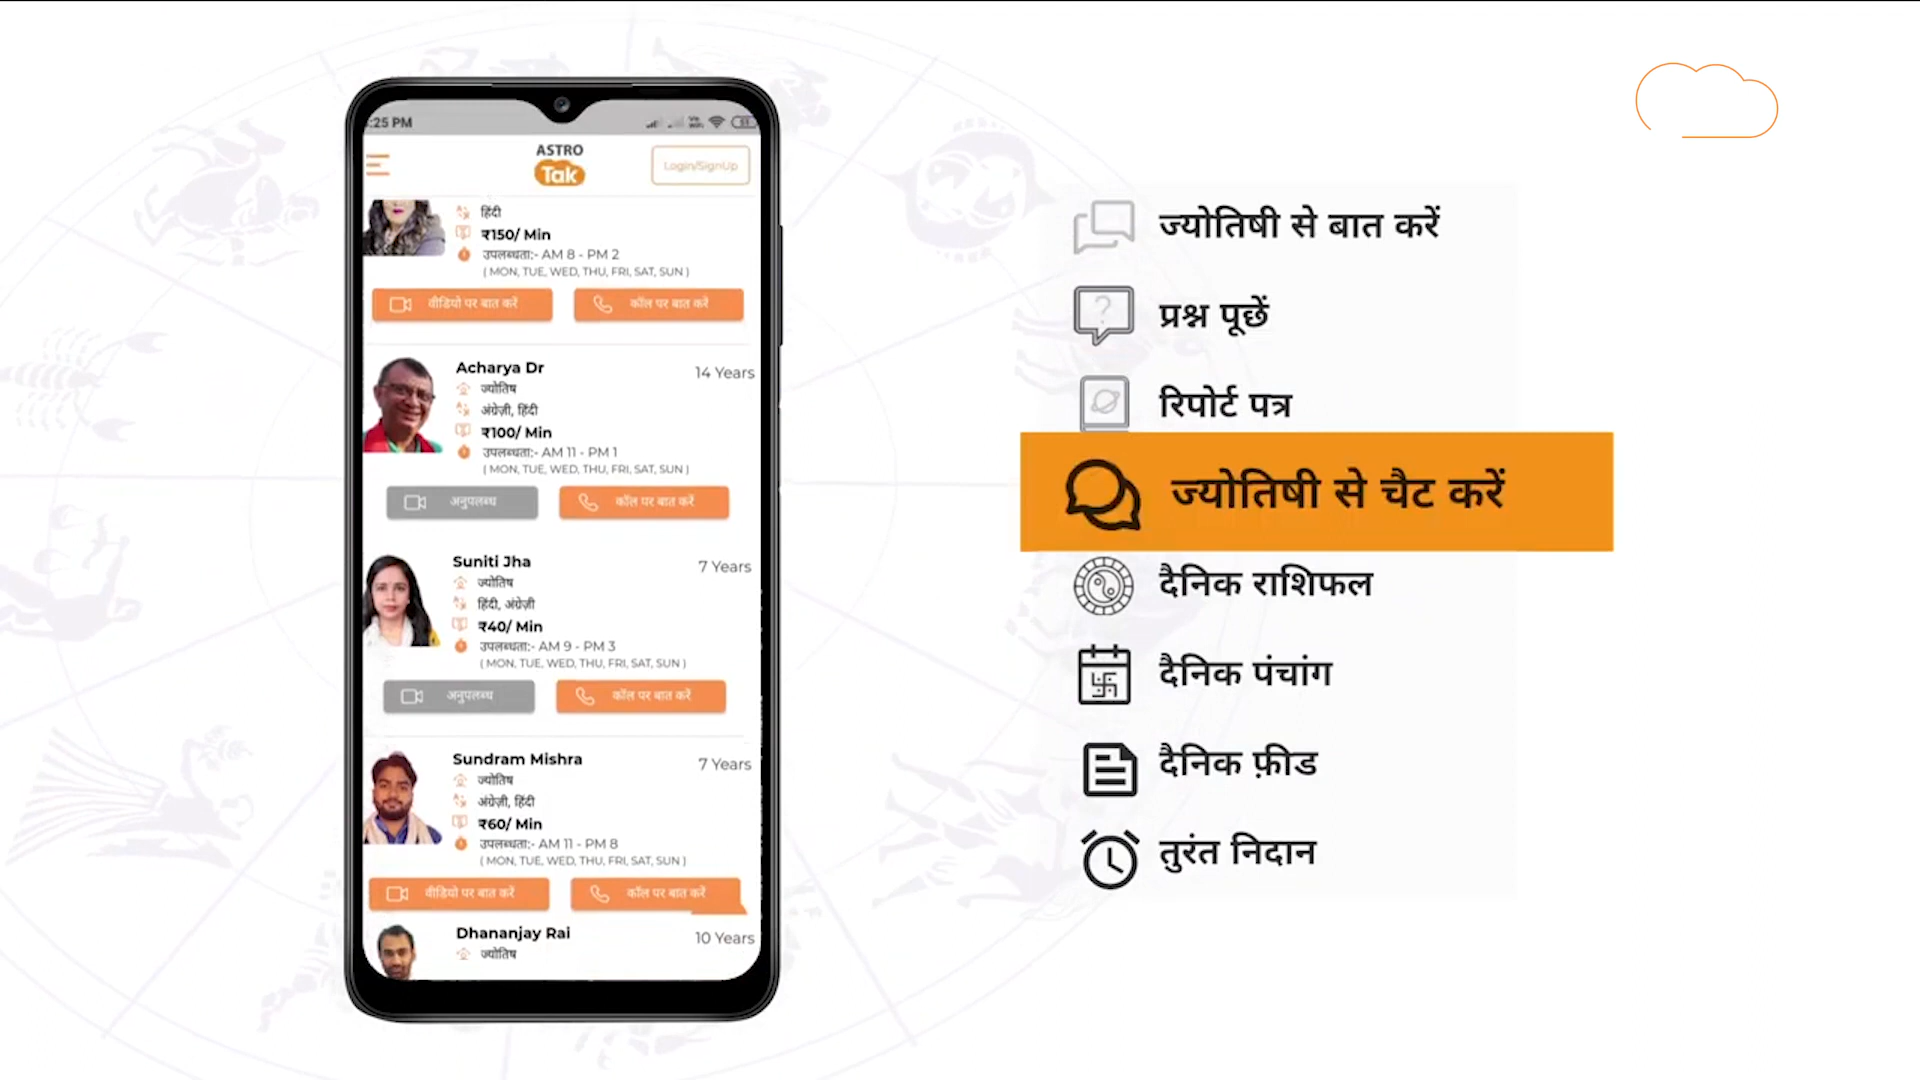 :25 PM
51
ASTRO
Tak
Login/SignUp
हिंदी
₹150/ Min
उपलब्धता:- AM 8 - PM 2
( MON, TUE, WED, THU, FRI, SAT, SUN )
वीडियो पर बात करें
कॉल पर बात करें
Acharya Dr
14 Years
ज्योतिष
अंग्रेज़ी, हिंदी
₹100/ Min
उपलब्धता:- AM 11 - PM 1
( MON, TUE, WED, THU, FRI, SAT, SUN )
अनुपलब्ध
कॉल पर बात करें
Suniti Jha
7 Years
ज्योतिष
हिंदी, अंग्रेज़ी
₹40/ Min
उपलब्धता:- AM 9 - PM 3
( MON, TUE, WED, THU, FRI, SAT, SUN )
अनुपलब्ध
कॉल पर बात करें
Sundram Mishra
7 Years
ज्योतिष
अंग्रेज़ी, हिंदी
₹60/ Min
उपलब्धता:- AM 11 - PM 8
( MON, TUE, WED, THU, FRI, SAT, SUN )
वीडियो पर बात करें
कॉल पर बात करें
Dhananjay Rai
10 Years
ज्योतिष
ज्योतिषी से बात करें
प्रश्न पूछें
रिपोर्ट पत्र
ज्योतिषी से चैट करें
दैनिक राशिफल
दैनिक पंचांग
दैनिक फ़ीड
तुरंत निदान